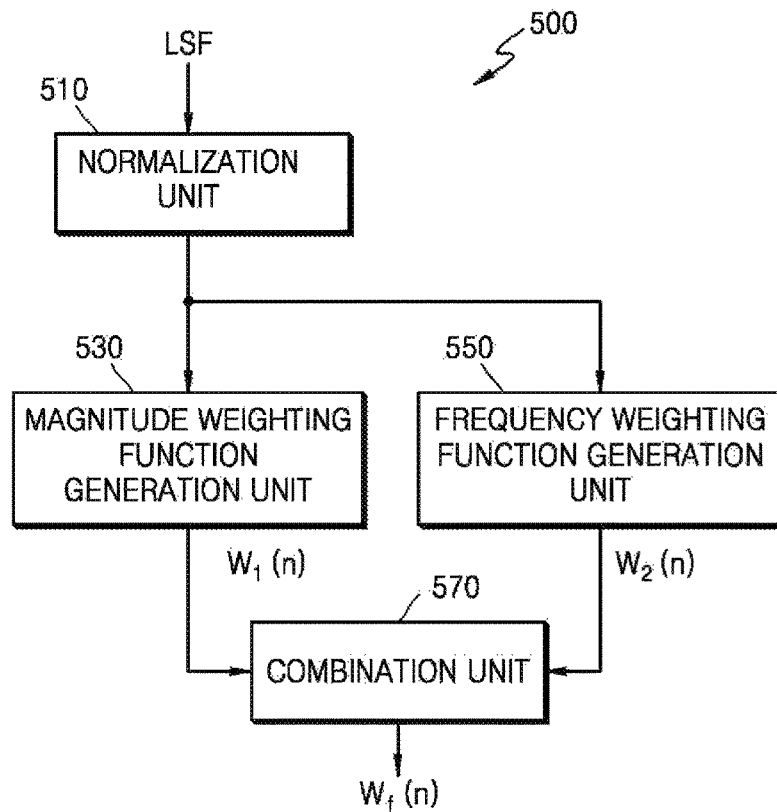 LSF
500
510
NORMALIZATION
UNIT
530
550
MAGNITUDE WEIGHTING
FUNCTION
GENERATION UNIT
FREQUENCY WEIGHTING
FUNCTION GENERATION
UNIT
W₁ (n)
W₂ (n)
570
COMBINATION UNIT
W_f (n)